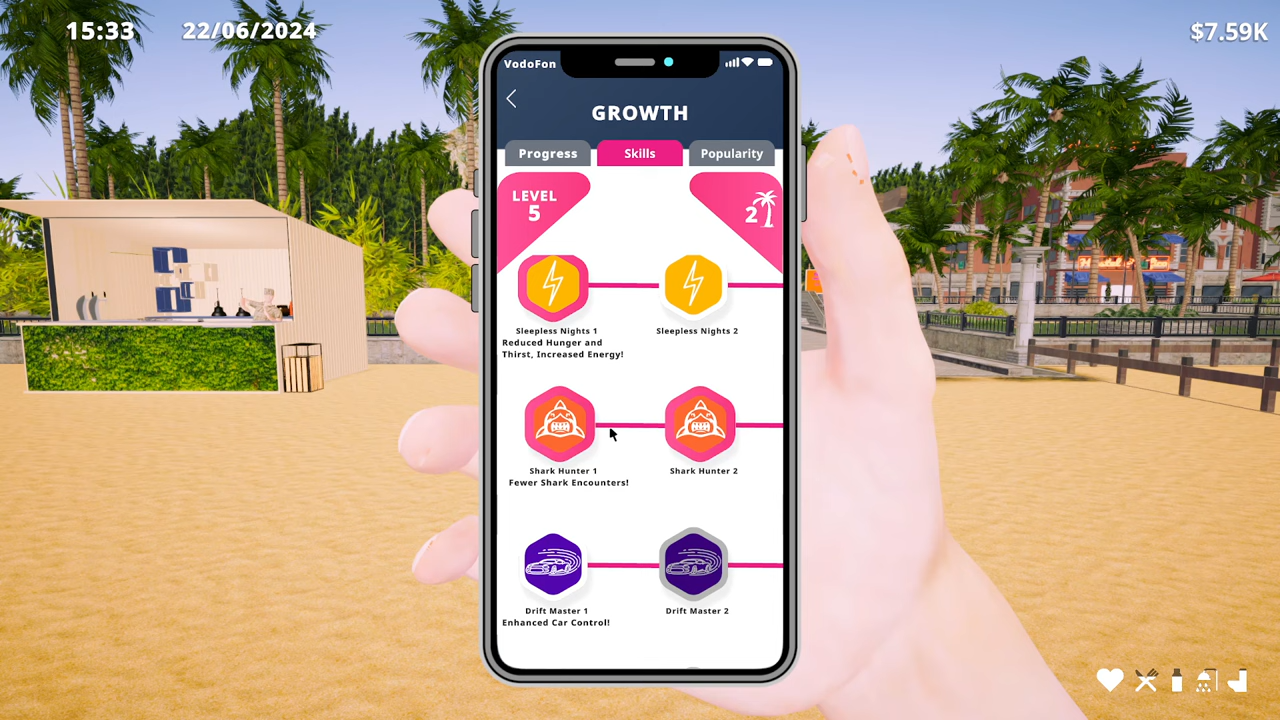 15:33 22/06/2024
$7.59K
VodoFon
GROWTH
Progress
Skills
Popularity
LEVEL
5
2
Sleepless Nights 1
Reduced Hunger and
Thirst, Increased Energy!
Sleepless Nights 2
Shark Hunter 1
Fewer Shark Encounters!
Shark Hunter 2
Drift Master 1
Enhanced Car Control!
Drift Master 2